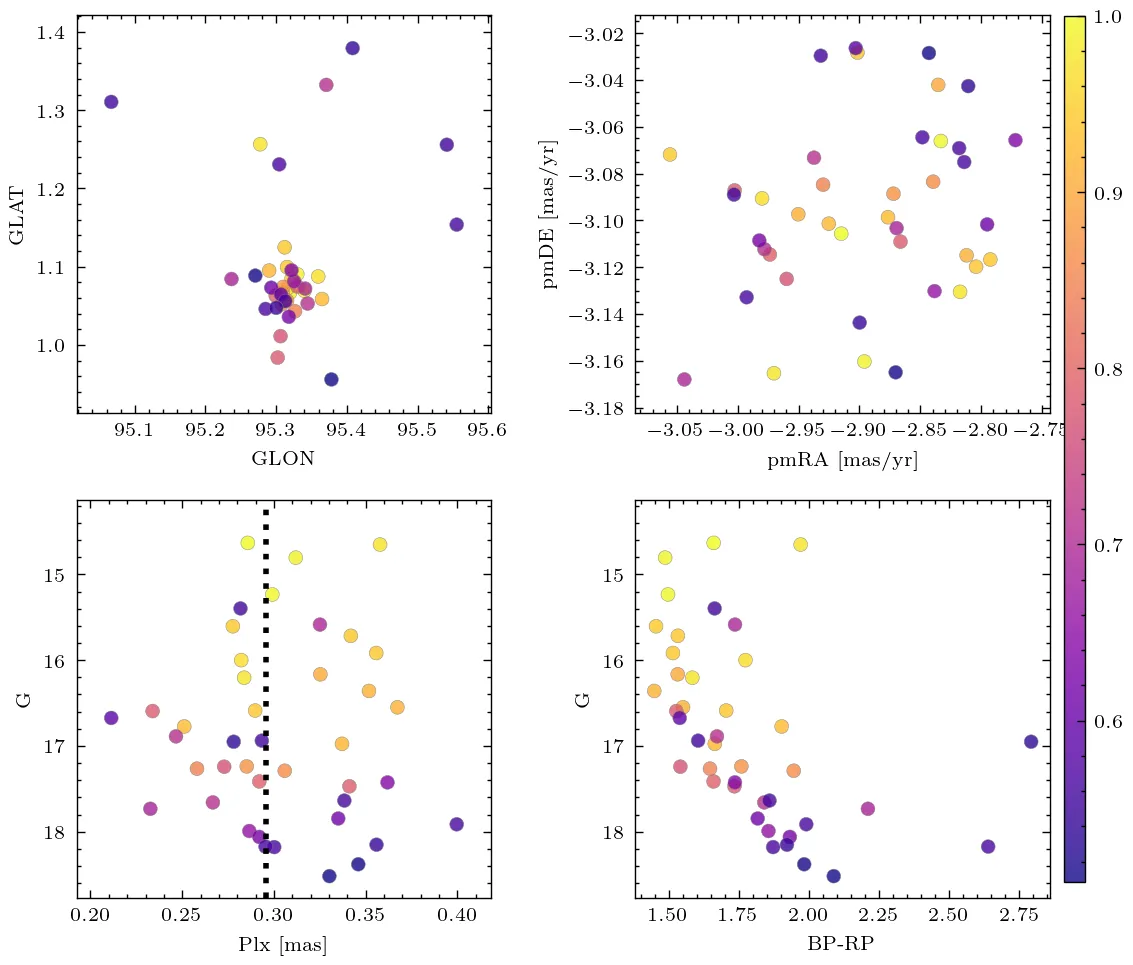 1.4
1.3
1.2
1.1
1.0
GLAT
95.1 95.2 95.3 95.4 95.5 95.6
GLON
−3.02
−3.04
−3.06
−3.08
−3.10
−3.12
−3.14
−3.16
−3.18
pmDE [mas/yr]
−3.05 −3.00 −2.95 −2.90 −2.85 −2.80 −2.75
pmRA [mas/yr]
15
16
17
18
G
0.20 0.25 0.30 0.35 0.40
Plx [mas]
15
16
17
18
G
1.50 1.75 2.00 2.25 2.50 2.75
BP-RP
1.0
0.9
0.8
0.7
0.6